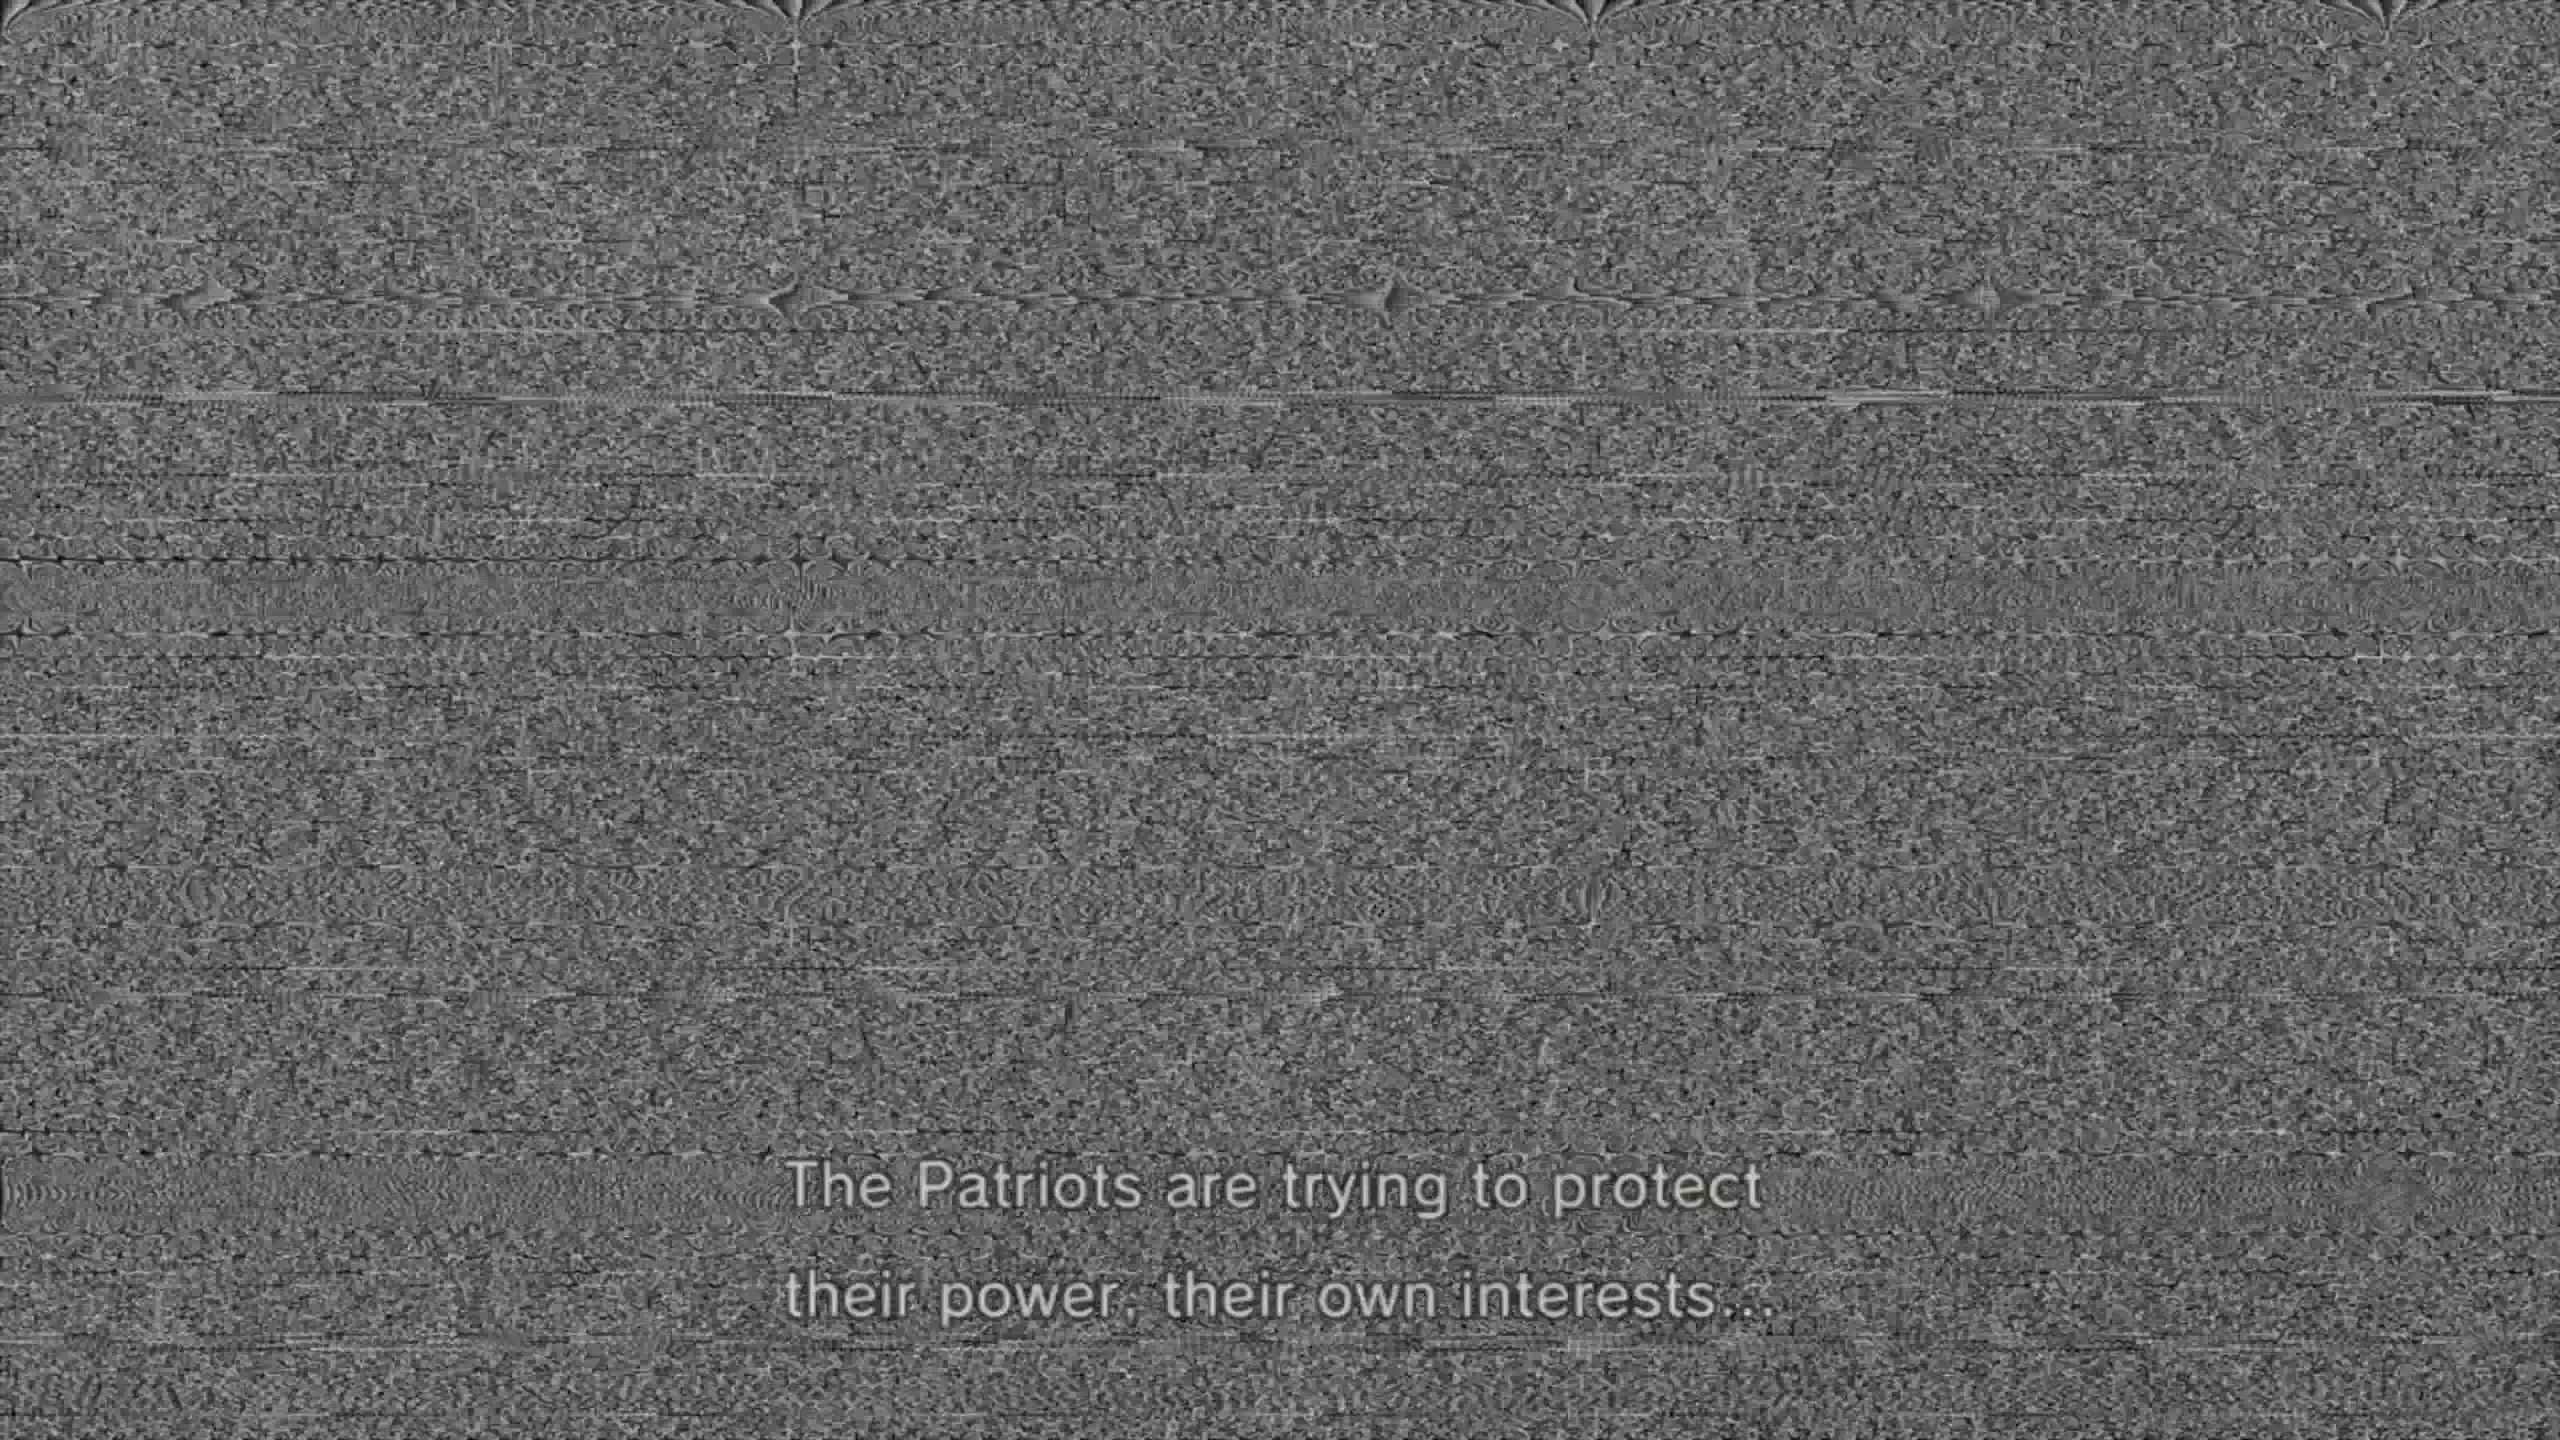 The Patriots are trying to protect
their power, their own interests...